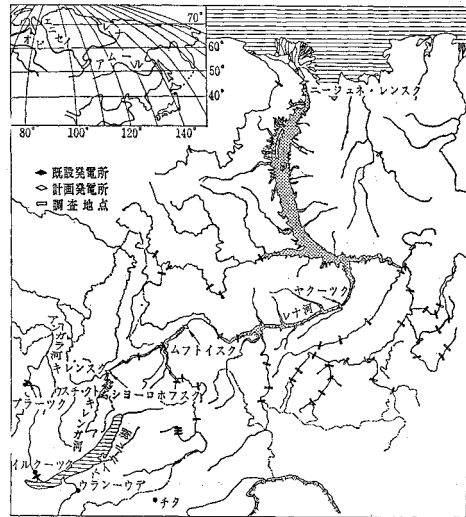 70°
60°
50°
40°
80°
100°
120°
140°
オビ
エニセイ
アムール
既設発電所
計画発電所
調査地点
ニージュネ・レンスク
ヤクーツク
レナ河
ムフトイスク
アンガラ河
キーレンスク
ウスチ・クト
ショーロホアスク
ブラーツク
キレンガ河
バイカル湖
イルクーツク
ウラン−ウデー
チタ